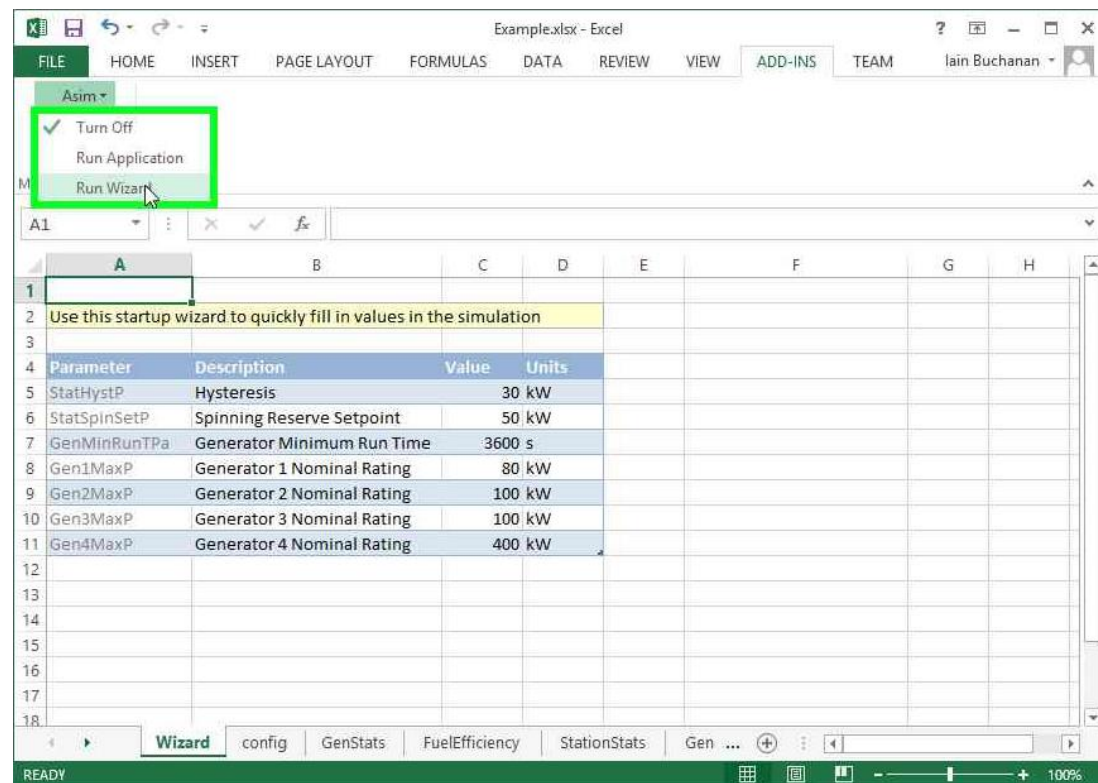 Example.xlsx - Excel ?
FILE HOME INSERT PAGE LAYOUT FORMULAS DATA REVIEW VIEW ADD-INS TEAM Iain Buchanan
Asim
Turn Off
Run Application
M
Run Wizard
A1 fx
A B C D E F G H
1
2 Use this startup wizard to quickly fill in values in the simulation
3
4 Parameter Description Value Units
5 StatHystP Hysteresis 30 kW
6 StatSpinSetP Spinning Reserve Setpoint 50 kW
7 GenMinRunTPa Generator Minimum Run Time 3600 s
8 Gen1MaxP Generator 1 Nominal Rating 80 kW
9 Gen2MaxP Generator 2 Nominal Rating 100 kW
10 Gen3MaxP Generator 3 Nominal Rating 100 kW
11 Gen4MaxP Generator 4 Nominal Rating 400 kW
12
13
14
15
16
17
18
Wizard config GenStats FuelEfficiency StationStats Gen ...
READY 100%